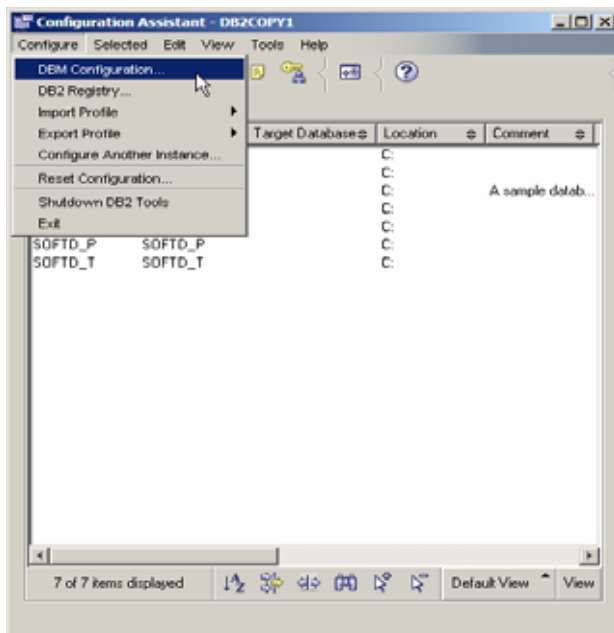 Configuration Assistant - DB2COPY1
Configure Selected Edit View Tools Help
DBM Configuration...
DB2 Registry...
Import Profile
Export Profile
Configure Another Instance...
Reset Configuration...
Shutdown DB2 Tools
Exit
Target Database Location Comment
C:
C:
C: A sample datab...
C:
C:
SOFTD_P SOFTD_P C:
SOFTD_T SOFTD_T C:
7 of 7 items displayed Default View View